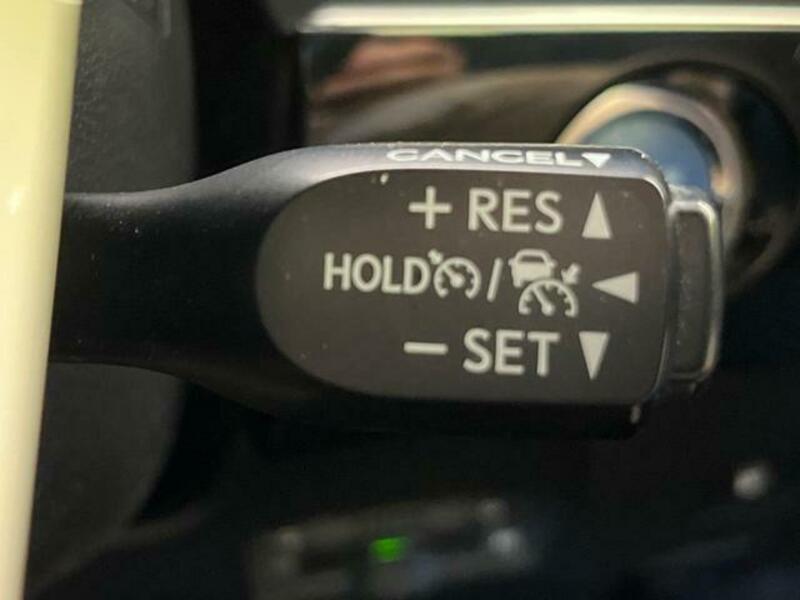 CANCEL▼
+ RES ▲
HOLD / ◀
− SET ▼